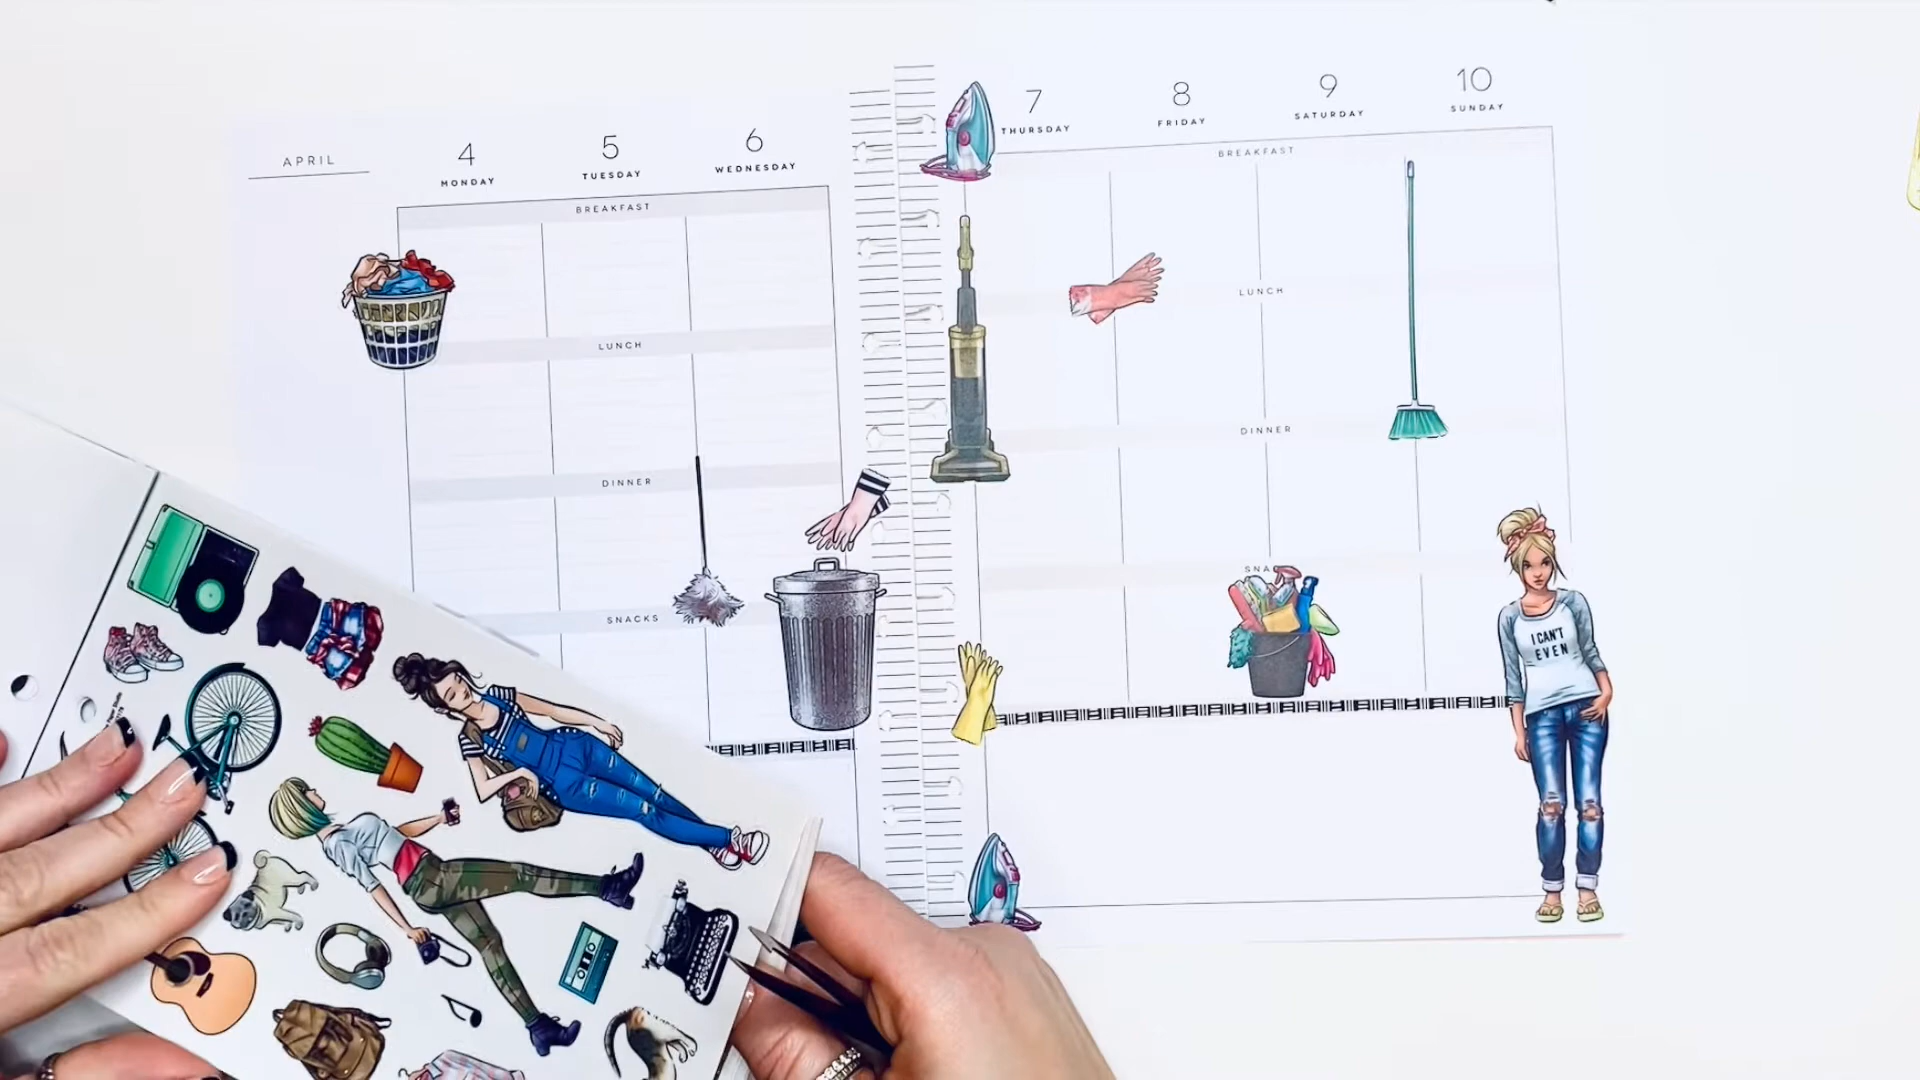 APRIL
4
MONDAY
5
TUESDAY
6
WEDNESDAY
7
THURSDAY
8
FRIDAY
9
SATURDAY
10
SUNDAY
BREAKFAST
LUNCH
DINNER
SNACKS
BREAKFAST
LUNCH
DINNER
SNA
I CAN'T
EVEN